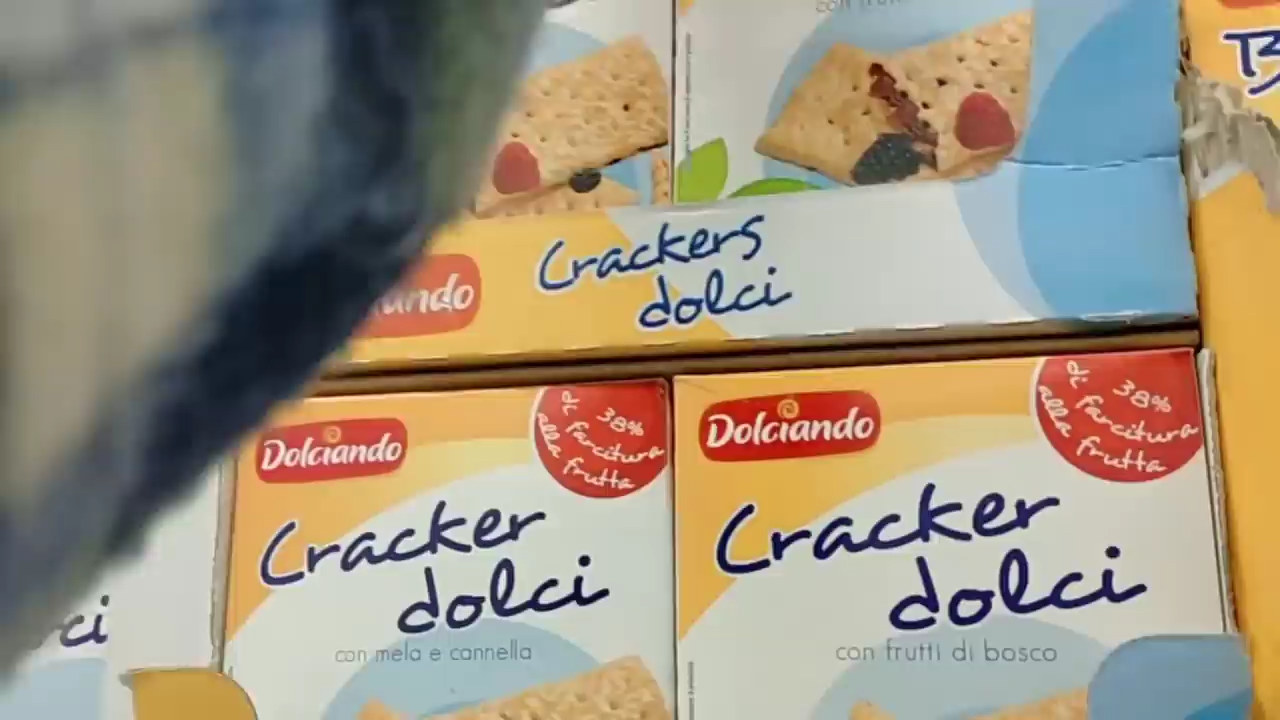 Crackers
dolci
Dolciando
38%
di farcitura
alla frutta
Cracker
dolci
con mela e cannella
Dolciando
38%
di farcitura
alla frutta
Cracker
dolci
con frutti di bosco
ci